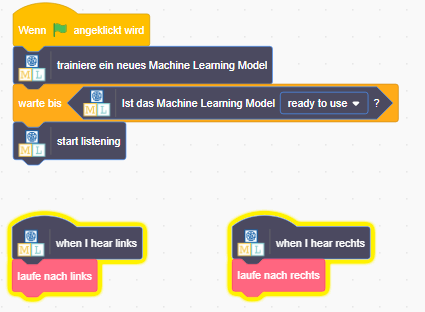 Wenn angeklickt wird
ML trainiere ein neues Machine Learning Model
warte bis ML Ist das Machine Learning Model ready to use ?
ML start listening
ML when I hear links
laufe nach links
ML when I hear rechts
laufe nach rechts